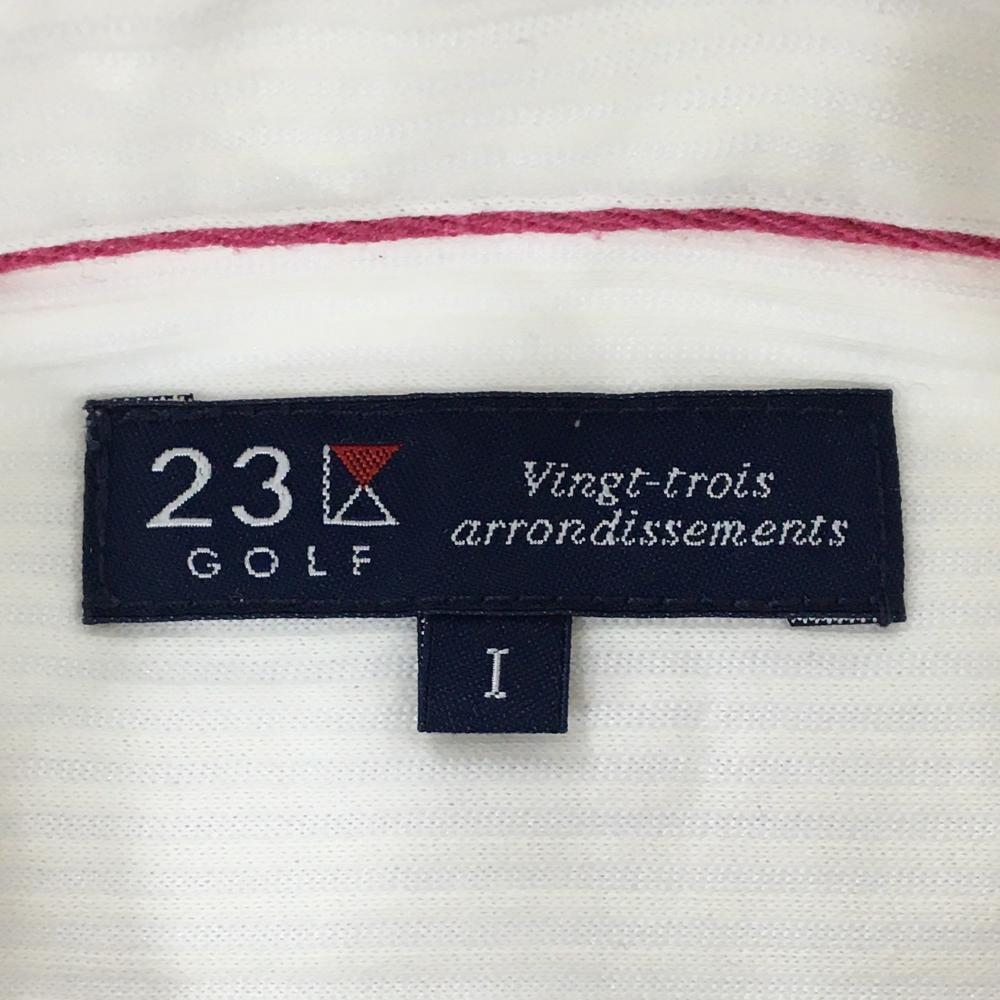 23
GOLF
Vingt-trois
arrondissements
I